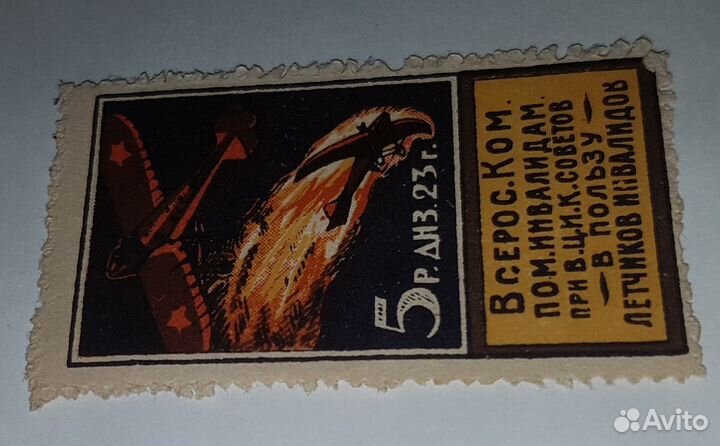 5 Р. ДНЗ. 23 г.
ВСЕРОС. КОМ.
ПОМ. ИНВАЛИДАМ.
ПРИ В.Ц.И.К. СОВЕТОВ
— В ПОЛЬЗУ —
ЛЕТЧИКОВ ИНВАЛИДОВ
Avito